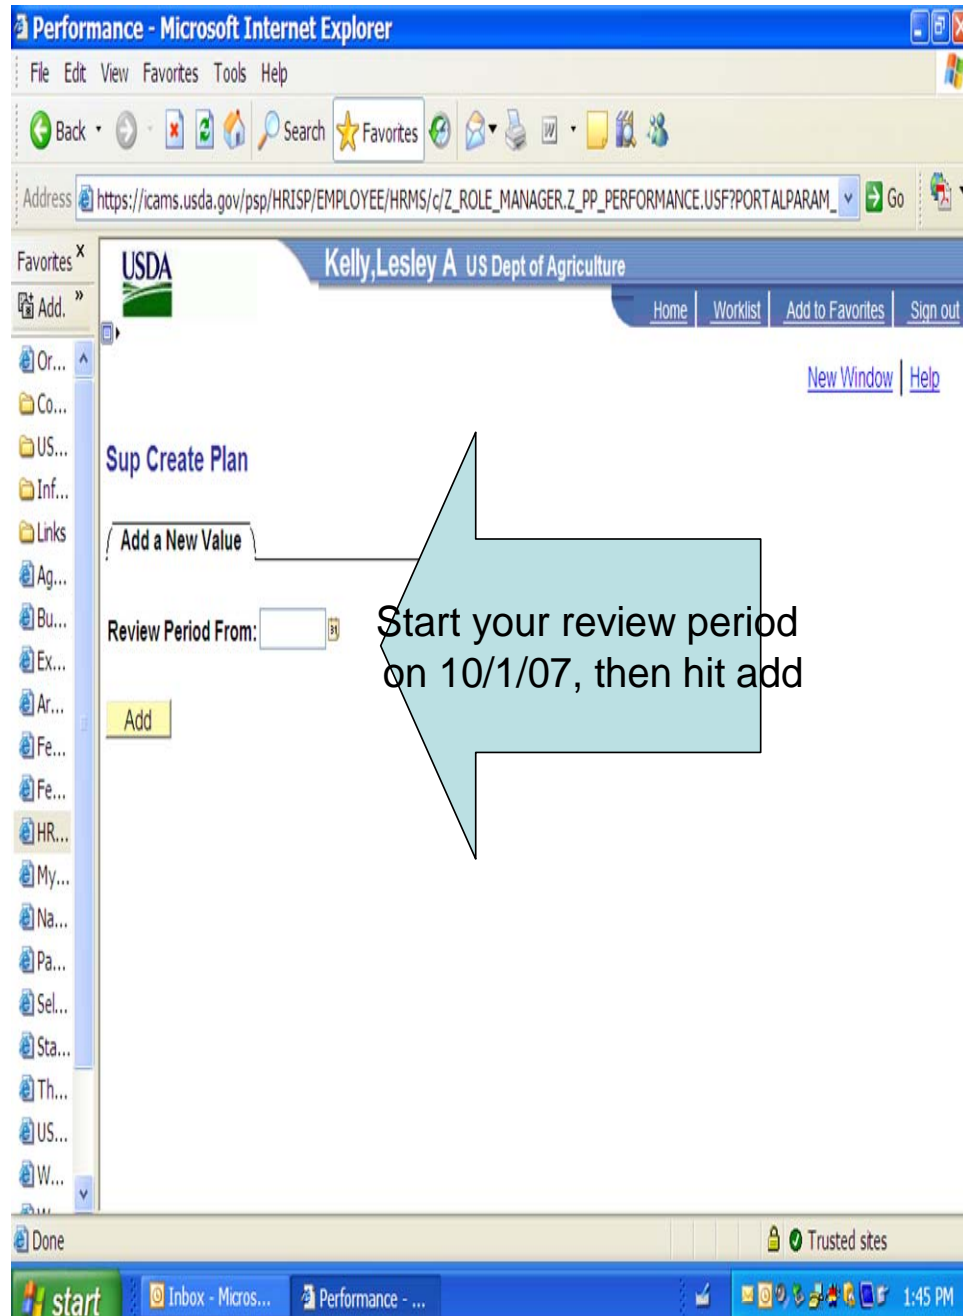 Performance - Microsoft Internet Explorer
File Edit View Favorites Tools Help
Back Search Favorites
Address https://icams.usda.gov/psp/HRISP/EMPLOYEE/HRMS/c/Z_ROLE_MANAGER.Z_PP_PERFORMANCE.USF?PORTALPARAM_ Go
Favorites X
Add. »
USDA
Kelly,Lesley A US Dept of Agriculture
Home Worklist Add to Favorites Sign out
New Window Help
Or...
Co...
US...
Inf...
Links
Ag...
Bu...
Ex...
Ar...
Fe...
Fe...
HR...
My...
Na...
Pa...
Sel...
Sta...
Th...
US...
W...
Sup Create Plan
Add a New Value
Review Period From:
Add
Start your review period
on 10/1/07, then hit add
Done Trusted sites
start Inbox - Micros... Performance - ... 1:45 PM